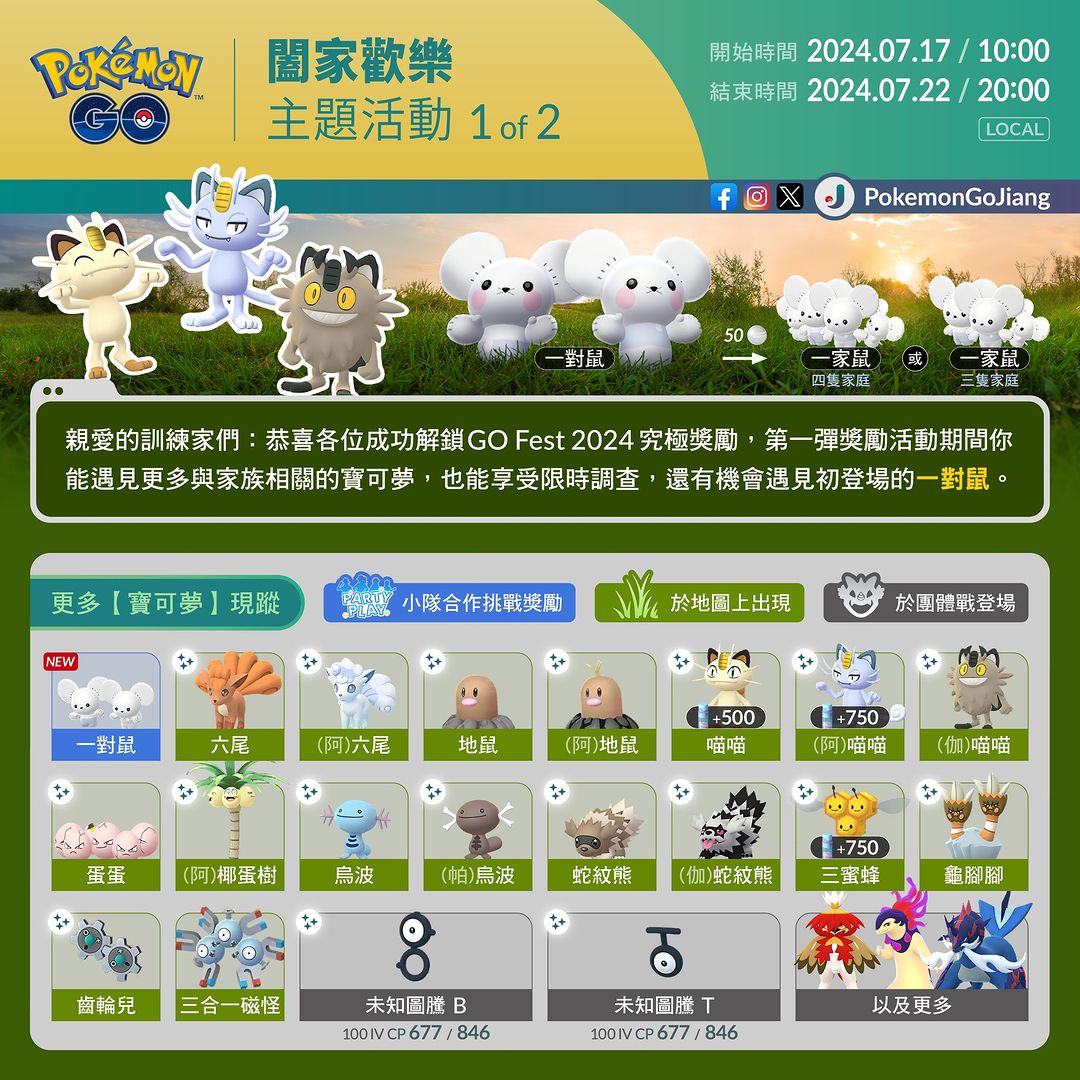 POKÉMON GO
TM
闔家歡樂
主題活動 1 of 2
開始時間 2024.07.17 / 10:00
結束時間 2024.07.22 / 20:00
LOCAL
PokemonGoJiang
一對鼠
50
一家鼠
四隻家庭
或
一家鼠
三隻家庭
親愛的訓練家們：恭喜各位成功解鎖GO Fest 2024 究極獎勵，第一彈獎勵活動期間你
能遇見更多與家族相關的寶可夢，也能享受限時調查，還有機會遇見初登場的一對鼠。
更多【寶可夢】現蹤
PARTY PLAY 小隊合作挑戰獎勵
於地圖上出現
於團體戰登場
NEW
+500 +750
一對鼠 六尾 (阿)六尾 地鼠 (阿)地鼠 喵喵 (阿)喵喵 (伽)喵喵
+750
蛋蛋 (阿)椰蛋樹 烏波 (帕)烏波 蛇紋熊 (伽)蛇紋熊 三蜜蜂 龜腳腳
齒輪兒 三合一磁怪 未知圖騰 B 未知圖騰 T 以及更多
100 IV CP 677 / 846 100 IV CP 677 / 846